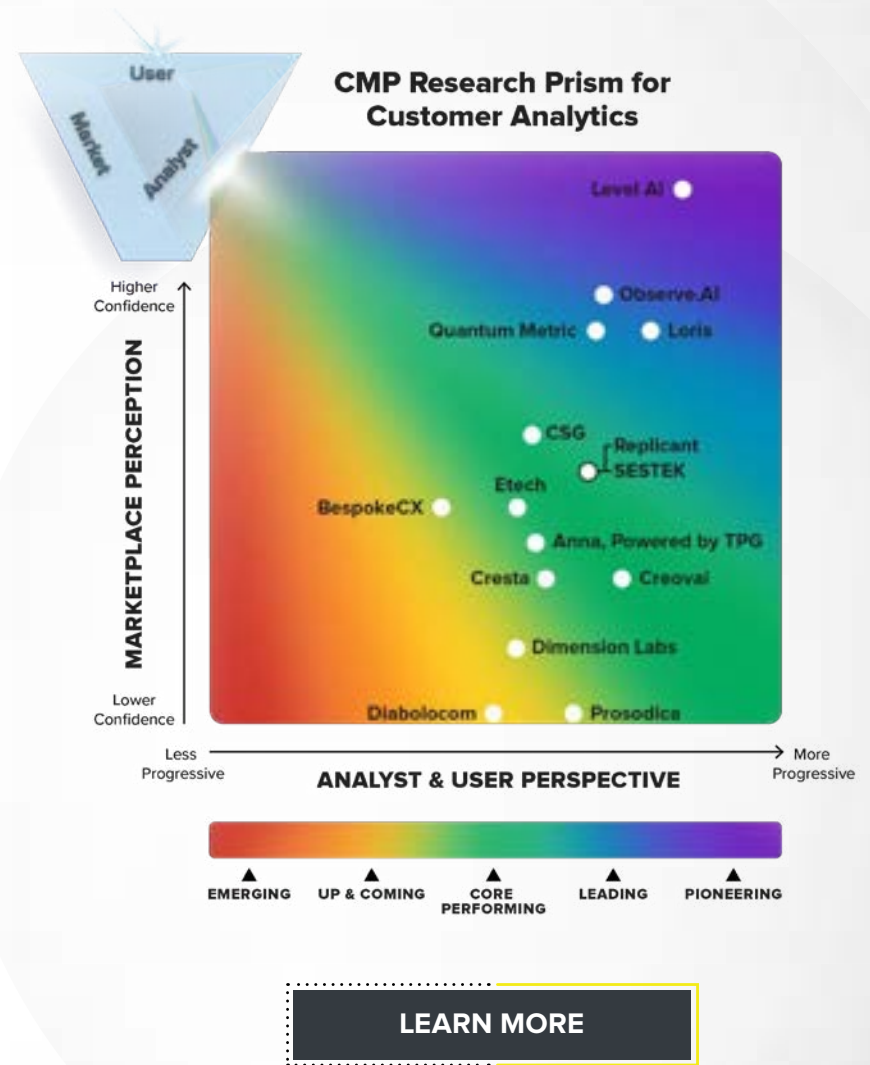 User
Market
Analyst
CMP Research Prism for
Customer Analytics
Level AI
Higher
Confidence
Observe.AI
Quantum Metric
Loris
MARKETPLACE PERCEPTION
CSG
Replicant
SESTEK
Etech
BespokeCX
Anna, Powered by TPG
Cresta
Creovai
Dimension Labs
Lower
Confidence
Diabolocom
Prosodica
Less
Progressive
More
Progressive
ANALYST & USER PERSPECTIVE
EMERGING
UP & COMING
CORE
PERFORMING
LEADING
PIONEERING
LEARN MORE